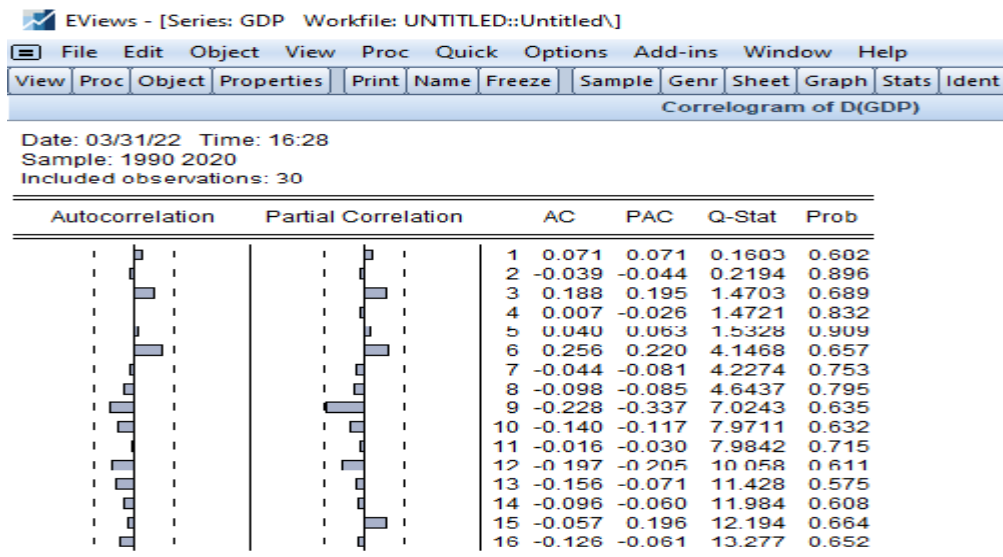 EViews - [Series: GDP Workfile: UNTITLED::Untitled\]
File Edit Object View Proc Quick Options Add-ins Window Help
View Proc Object Properties Print Name Freeze Sample Genr Sheet Graph Stats Ident
Correlogram of D(GDP)
Date: 03/31/22 Time: 16:28
Sample: 1990 2020
Included observations: 30
Autocorrelation Partial Correlation AC PAC Q-Stat Prob
1 0.071 0.071 0.1683 0.682
2 -0.039 -0.044 0.2194 0.896
3 0.188 0.195 1.4703 0.689
4 0.007 -0.026 1.4721 0.832
5 0.040 0.063 1.5328 0.909
6 0.256 0.220 4.1468 0.657
7 -0.044 -0.081 4.2274 0.753
8 -0.098 -0.085 4.6437 0.795
9 -0.228 -0.337 7.0243 0.635
10 -0.140 -0.117 7.9711 0.632
11 -0.016 -0.030 7.9842 0.715
12 -0.197 -0.205 10.058 0.611
13 -0.156 -0.071 11.428 0.575
14 -0.096 -0.060 11.984 0.608
15 -0.057 0.196 12.194 0.664
16 -0.126 -0.061 13.277 0.652